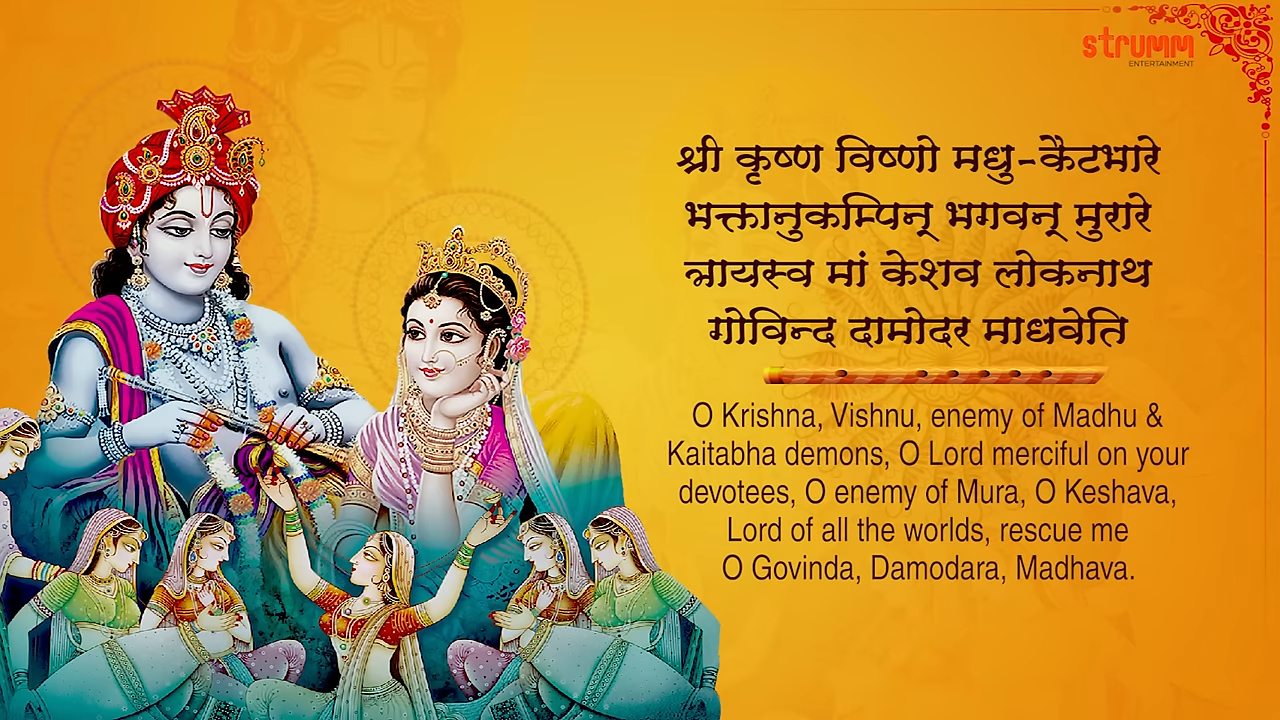 strumm
ENTERTAINMENT
श्री कृष्ण विष्णो मधु-कैटभारे
भक्तानुकम्पिन् भगवन् मुरारे
त्रायस्व मां केशव लोकनाथ
गोविन्द दामोदर माधवेति
O Krishna, Vishnu, enemy of Madhu &
Kaitabha demons, O Lord merciful on your
devotees, O enemy of Mura, O Keshava,
Lord of all the worlds, rescue me
O Govinda, Damodara, Madhava.